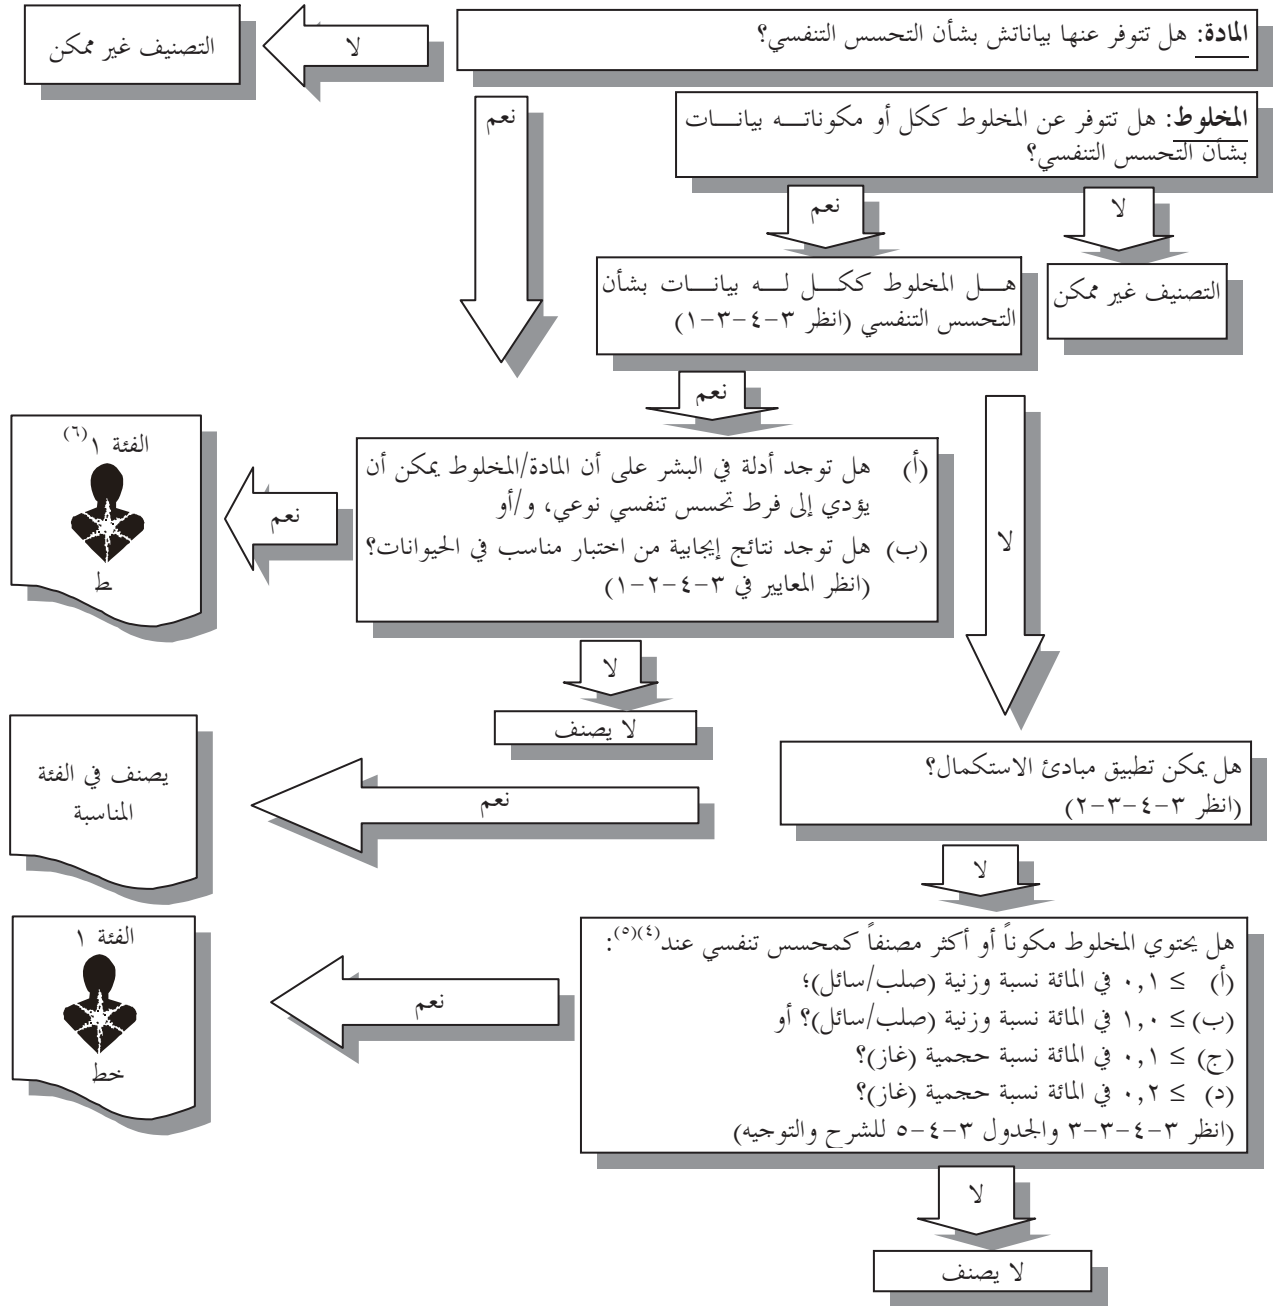 المادة: هل تتوفر عنها بياناتش بشأن التحسس التنفسي؟
لا
التصنيف غير ممكن
نعم
المخلوط: هل تتوفر عن المخلوط ككل أو مكوناتـــه بيانـــات
بشأن التحسس التنفسي؟
لا
نعم
التصنيف غير ممكن
هـــل المخلوط ككـــل لـــه بيانـــات بشأن
التحسس التنفسي (انظر ٣-٤-٣-١)
نعم
لا
(أ) هل توجد أدلة في البشر على أن المادة/المخلوط يمكن أن
يؤدي إلى فرط تحسس تنفسي نوعي، و/أو
(ب) هل توجد نتائج إيجابية من اختبار مناسب في الحيوانات؟
(انظر المعايير في ٣-٤-٢-١)
نعم
الفئة ١(٦)
لا
لا يصنف
هل يمكن تطبيق مبادئ الاستكمال؟
(انظر ٣-٤-٣-٢)
نعم
يصنف في الفئة
المناسبة
لا
هل يحتوي المخلوط مكوناً أو أكثر مصنفاً كمحسس تنفسي عند(٤)(٥):
(أ) ≥ ٠,١ في المائة نسبة وزنية (صلب/سائل)؛
(ب) ≥ ١,٠ في المائة نسبة وزنية (صلب/سائل)؟ أو
(ج) ≥ ٠,١ في المائة نسبة حجمية (غاز)؟
(د) ≥ ٠,٢ في المائة نسبة حجمية (غاز)؟
(انظر ٣-٤-٣-٣ والجدول ٣-٤-٥ للشرح والتوجيه)
نعم
الفئة ١
لا
لا يصنف